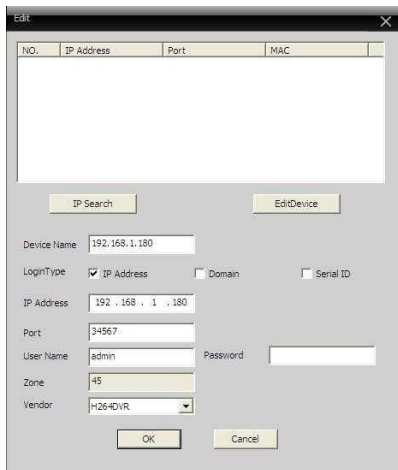 Edit
NO. IP Address Port MAC
IP Search EditDevice
Device Name 192.168.1.180
LoginType IP Address Domain Serial ID
IP Address 192 . 168 . 1 . 180
Port 34567
User Name admin Password
Zone 45
Vendor H264DVR
OK Cancel